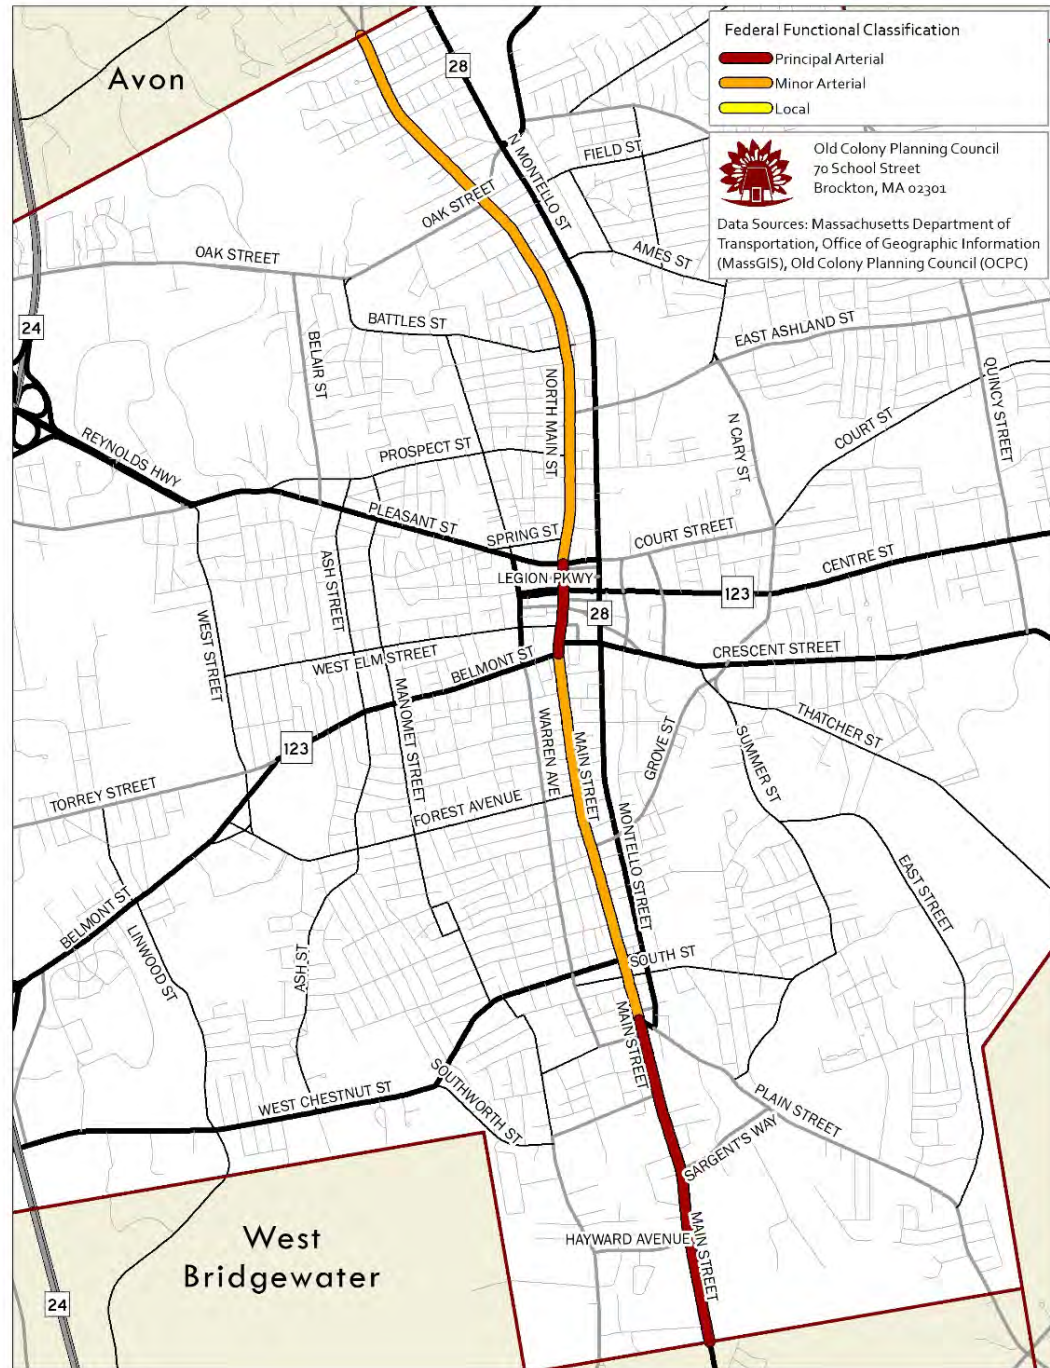 Federal Functional Classification
Principal Arterial
Minor Arterial
Local
Old Colony Planning Council
70 School Street
Brockton, MA 02301
Data Sources: Massachusetts Department of
Transportation, Office of Geographic Information
(MassGIS), Old Colony Planning Council (OCPC)
Avon
28
N MONTELLO ST
FIELD ST
OAK STREET
AMES ST
OAK STREET
24
BATTLES ST
BELAIR ST
EAST ASHLAND ST
QUINCY STREET
NORTH MAIN ST
N CARY ST
COURT ST
REYNOLDS HWY
PROSPECT ST
PLEASANT ST
SPRING ST
COURT STREET
ASH STREET
LEGION PKWY
CENTRE ST
123
28
WEST STREET
WEST ELM STREET
BELMONT ST
CRESCENT STREET
MANOMET STREET
WARREN AVE
MAIN STREET
GROVE ST
SUMMER ST
THATCHER ST
123
TORREY STREET
FOREST AVENUE
MONTELLO STREET
EAST STREET
BELMONT ST
LINWOOD ST
ASH ST
SOUTH ST
MAIN STREET
SOUTHWORTH ST
WEST CHESTNUT ST
PLAIN STREET
SARGENT'S WAY
HAYWARD AVENUE
MAIN STREET
West
Bridgewater
24